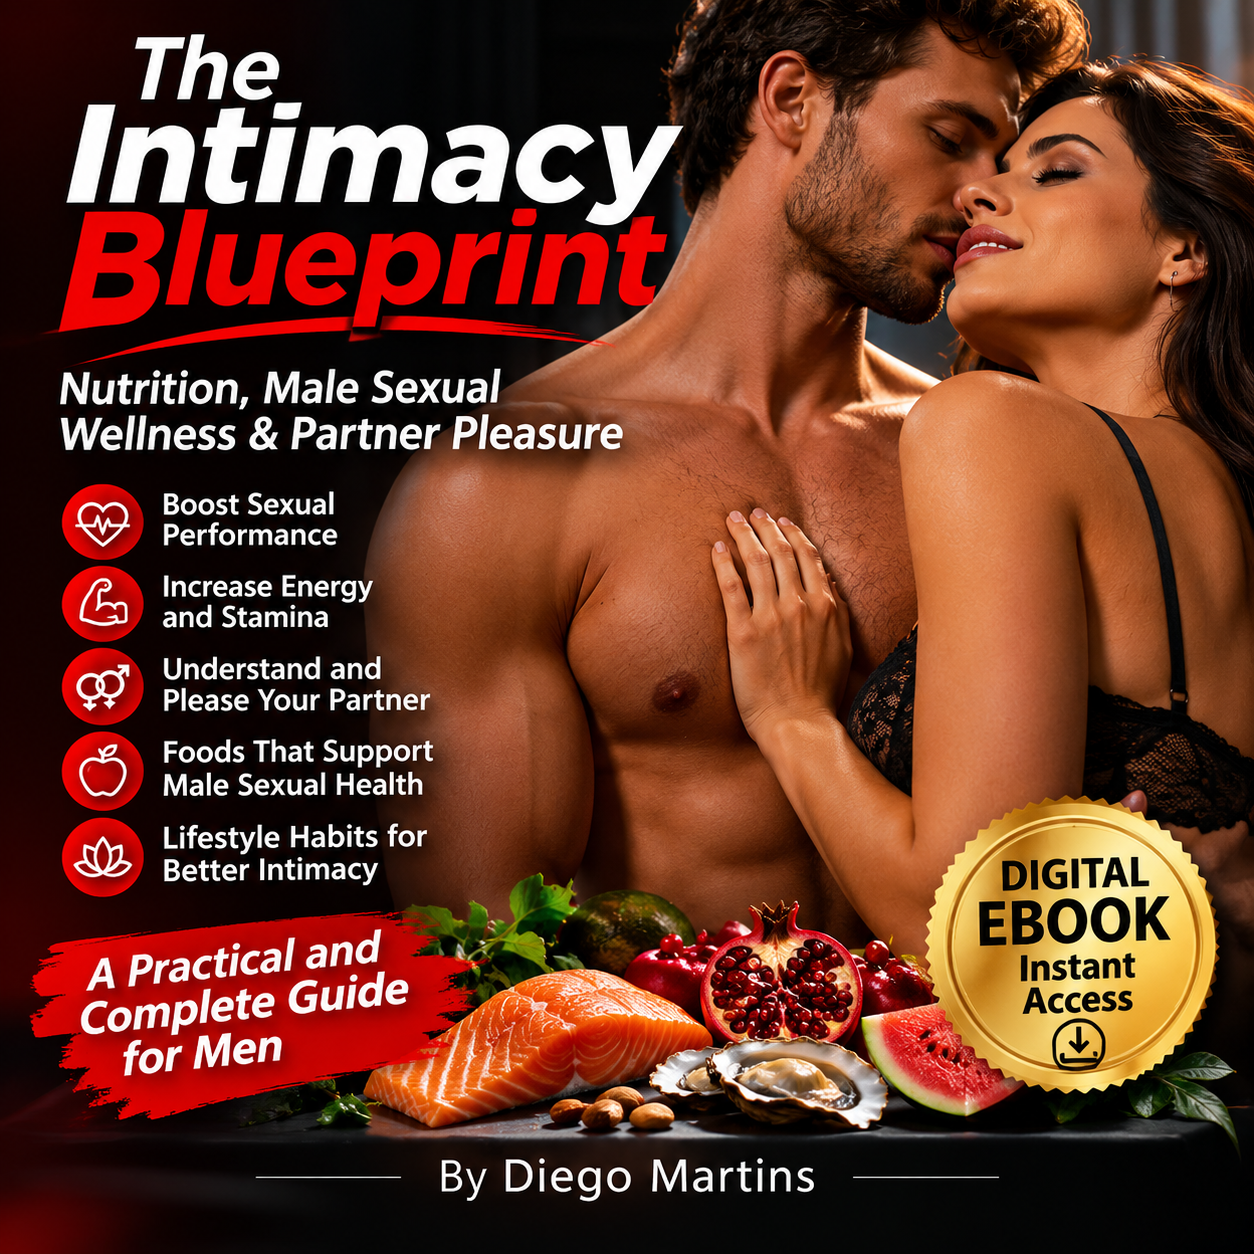 The
Intimacy
Blueprint
Nutrition, Male Sexual
Wellness & Partner Pleasure
Boost Sexual
Performance
Increase Energy
and Stamina
Understand and
Please Your Partner
Foods That Support
Male Sexual Health
Lifestyle Habits for
Better Intimacy
A Practical and
Complete Guide
for Men
DIGITAL
EBOOK
Instant
Access
By Diego Martins